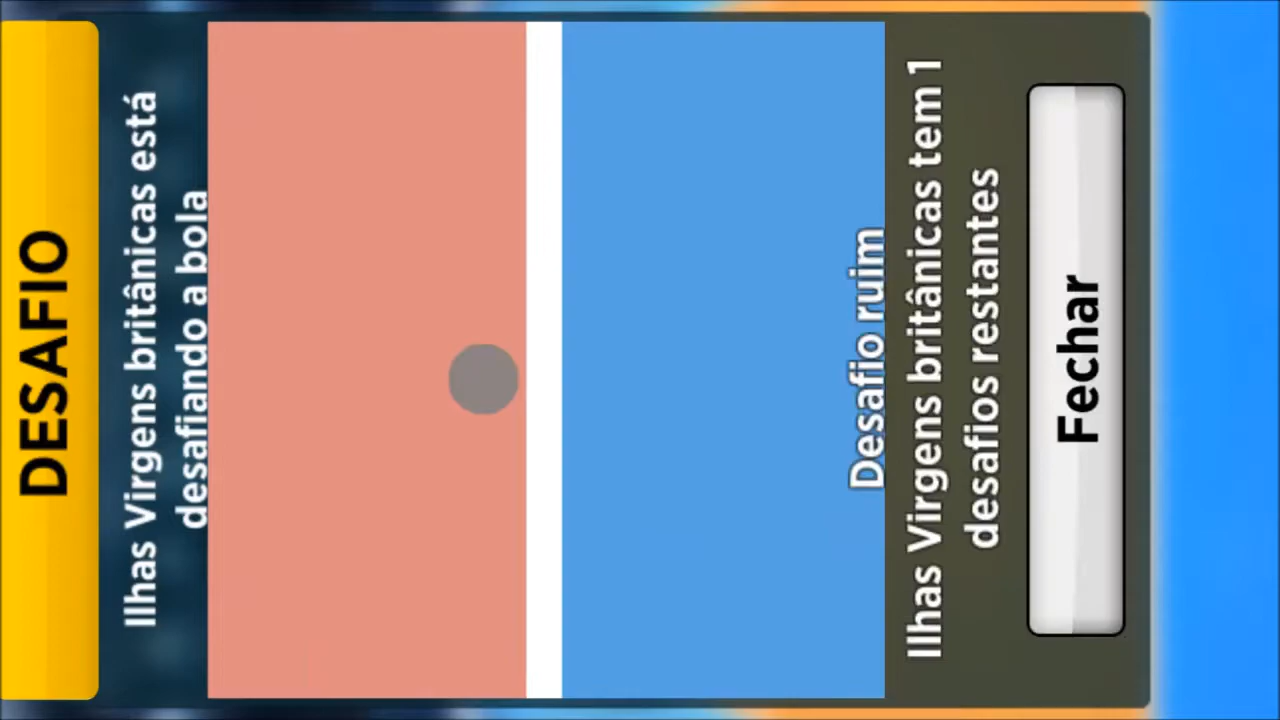 DESAFIO
Ilhas Virgens britânicas está
desafiando a bola
Desafio ruim
Ilhas Virgens britânicas tem 1
desafios restantes
Fechar